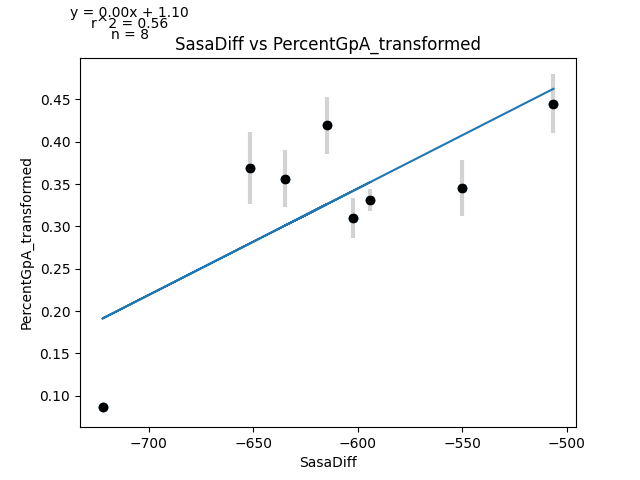 y = 0.00x + 1.10
r^2 = 0.56
n = 8
SasaDiff vs PercentGpA_transformed
PercentGpA_transformed
0.45
0.40
0.35
0.30
0.25
0.20
0.15
0.10
−700
−650
−600
−550
−500
SasaDiff